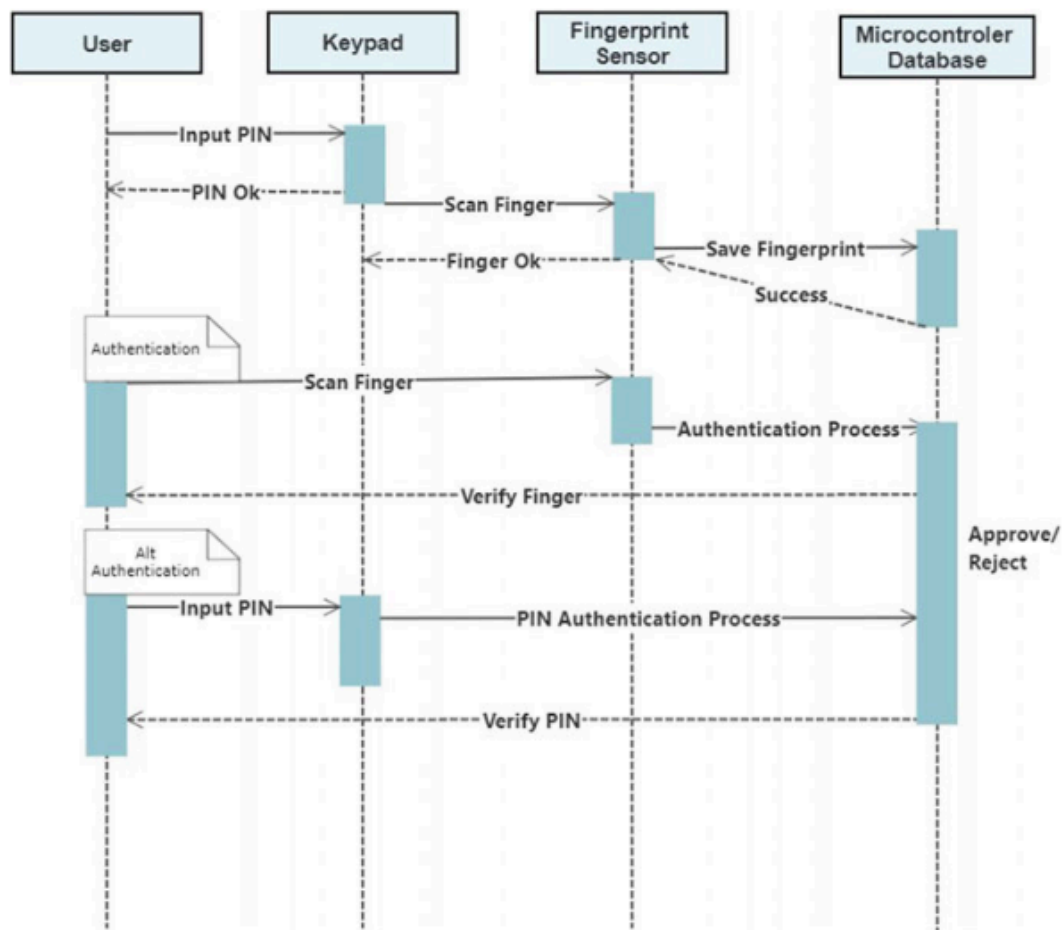 User
Keypad
Fingerprint
Sensor
Microcontroler
Database
Input PIN
PIN Ok
Scan Finger
Save Fingerprint
Finger Ok
Success
Authentication
Scan Finger
Authentication Process
Verify Finger
Approve/
Reject
Alt
Authentication
Input PIN
PIN Authentication Process
Verify PIN